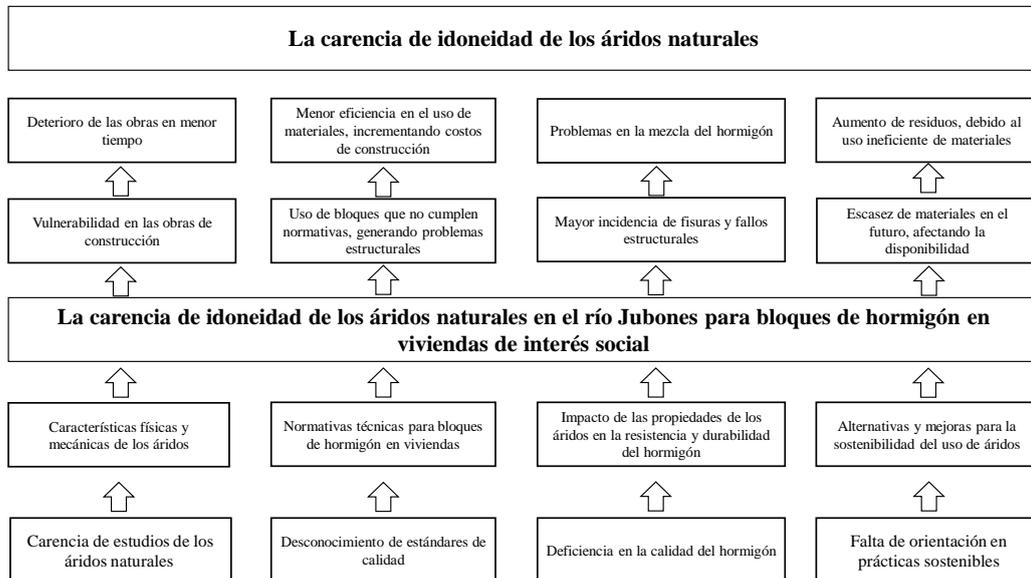 La carencia de idoneidad de los áridos naturales
Deterioro de las obras en menor
tiempo
Menor eficiencia en el uso de
materiales, incrementando costos
de construcción
Problemas en la mezcla del hormigón
Aumento de residuos, debido al
uso ineficiente de materiales
Vulnerabilidad en las obras de
construcción
Uso de bloques que no cumplen
normativas, generando problemas
estructurales
Mayor incidencia de fisuras y fallos
estructurales
Escasez de materiales en el
futuro, afectando la
disponibilidad
La carencia de idoneidad de los áridos naturales en el río Jubones para bloques de hormigón en
viviendas de interés social
Características físicas y
mecánicas de los áridos
Normativas técnicas para bloques
de hormigón en viviendas
Impacto de las propiedades de los
áridos en la resistencia y durabilidad
del hormigón
Alternativas y mejoras para la
sostenibilidad del uso de áridos
Carencia de estudios de los
áridos naturales
Desconocimiento de estándares de
calidad
Deficiencia en la calidad del hormigón
Falta de orientación en
prácticas sostenibles